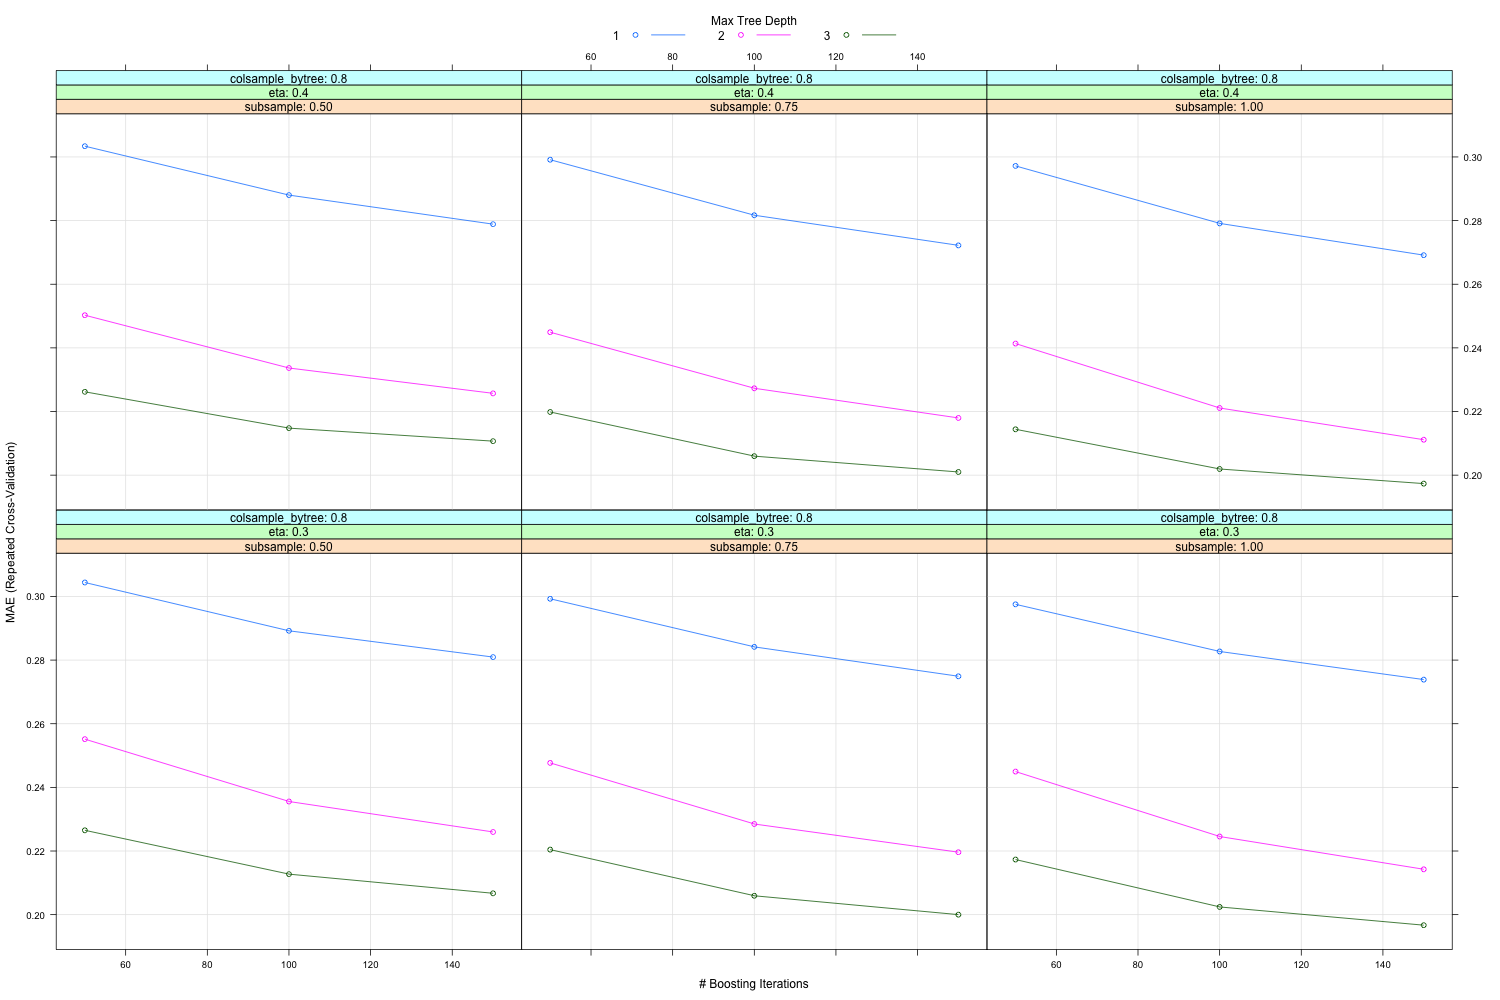 Max Tree Depth
1 2 3
60 80 100 120 140
colsample_bytree: 0.8 colsample_bytree: 0.8 colsample_bytree: 0.8
eta: 0.4 eta: 0.4 eta: 0.4
subsample: 0.50 subsample: 0.75 subsample: 1.00
0.30
0.28
0.26
0.24
0.22
0.20
MAE (Repeated Cross-Validation)
colsample_bytree: 0.8 colsample_bytree: 0.8 colsample_bytree: 0.8
eta: 0.3 eta: 0.3 eta: 0.3
subsample: 0.50 subsample: 0.75 subsample: 1.00
0.30
0.28
0.26
0.24
0.22
0.20
60 80 100 120 140 60 80 100 120 140
# Boosting Iterations